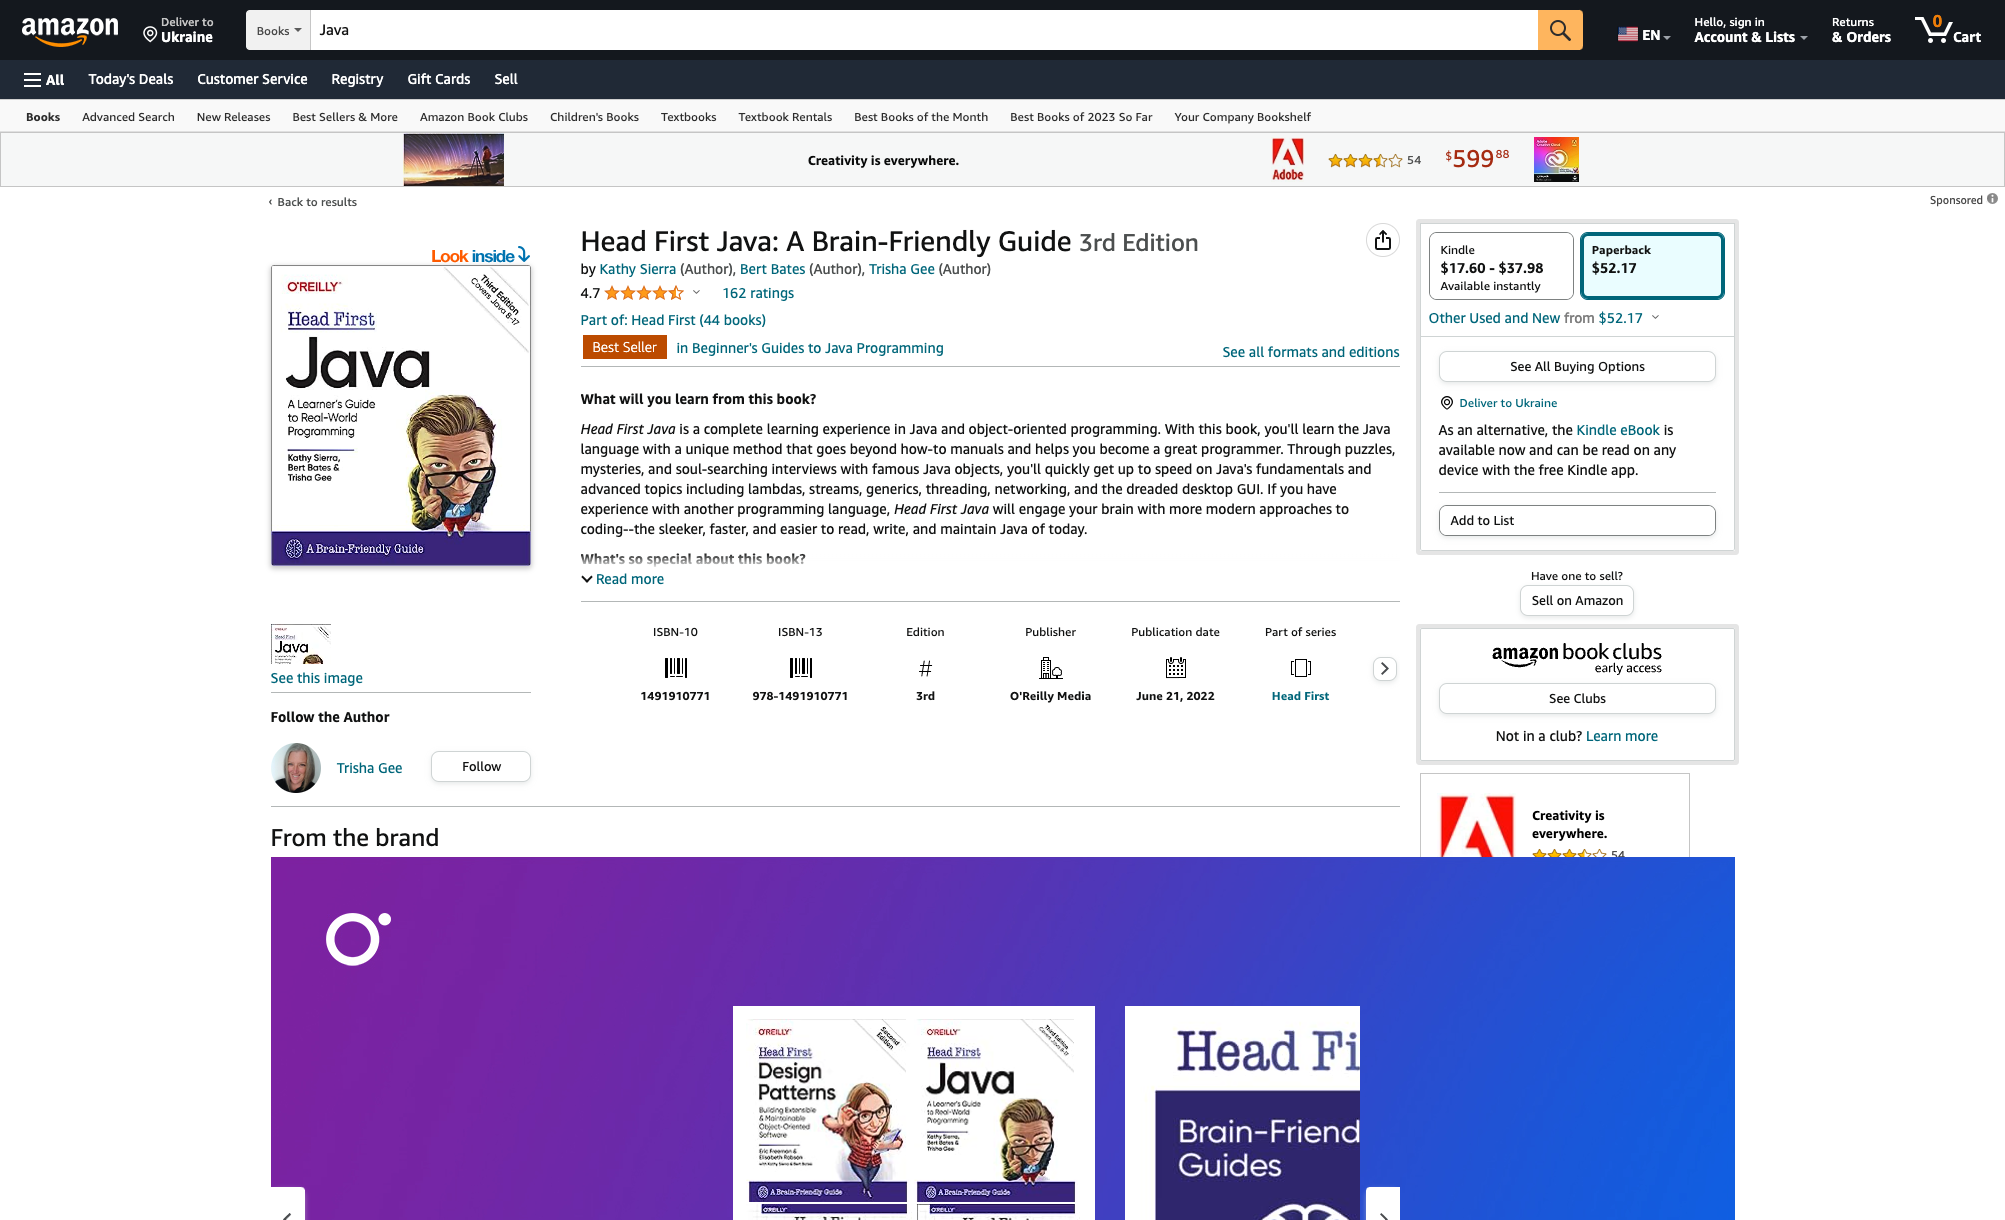 amazon
Deliver to
Ukraine
Books
Java
EN
Hello, sign in
Account & Lists
Returns
& Orders
0
Cart
All
Today's Deals
Customer Service
Registry
Gift Cards
Sell
Books
Advanced Search
New Releases
Best Sellers & More
Amazon Book Clubs
Children's Books
Textbooks
Textbook Rentals
Best Books of the Month
Best Books of 2023 So Far
Your Company Bookshelf
Creativity is everywhere.
Adobe
54
$599.88
‹ Back to results
Sponsored
Look inside
O'REILLY
Third Edition
Covers Java 8-17
Head First
Java
A Learner's Guide
to Real-World
Programming
Kathy Sierra,
Bert Bates &
Trisha Gee
A Brain-Friendly Guide
See this image
Follow the Author
Trisha Gee
Follow
Head First Java: A Brain-Friendly Guide 3rd Edition
by Kathy Sierra (Author), Bert Bates (Author), Trisha Gee (Author)
4.7
162 ratings
Part of: Head First (44 books)
Best Seller in Beginner's Guides to Java Programming
See all formats and editions
What will you learn from this book?
Head First Java is a complete learning experience in Java and object-oriented programming. With this book, you'll learn the Java
language with a unique method that goes beyond how-to manuals and helps you become a great programmer. Through puzzles,
mysteries, and soul-searching interviews with famous Java objects, you'll quickly get up to speed on Java's fundamentals and
advanced topics including lambdas, streams, generics, threading, networking, and the dreaded desktop GUI. If you have
experience with another programming language, Head First Java will engage your brain with more modern approaches to
coding--the sleeker, faster, and easier to read, write, and maintain Java of today.
What's so special about this book?
Read more
ISBN-10
1491910771
ISBN-13
978-1491910771
Edition
#
3rd
Publisher
O'Reilly Media
Publication date
June 21, 2022
Part of series
Head First
Kindle
$17.60 - $37.98
Available instantly
Paperback
$52.17
Other Used and New from $52.17
See All Buying Options
Deliver to Ukraine
As an alternative, the Kindle eBook is
available now and can be read on any
device with the free Kindle app.
Add to List
Have one to sell?
Sell on Amazon
amazon book clubs
early access
See Clubs
Not in a club? Learn more
Creativity is
everywhere.
54
From the brand
O'REILLY
Second
Edition
Head First
Design
Patterns
Building Extensible
& Maintainable
Object-Oriented
Software
Eric Freeman &
Elisabeth Robson
with Kathy Sierra & Bert Bates
A Brain-Friendly Guide
O'REILLY
Third Edition
Covers Java 8-17
Head First
Java
A Learner's Guide
to Real-World
Programming
Kathy Sierra,
Bert Bates &
Trisha Gee
A Brain-Friendly Guide
O'REILLY
Head Fi
Brain-Friend
Guides